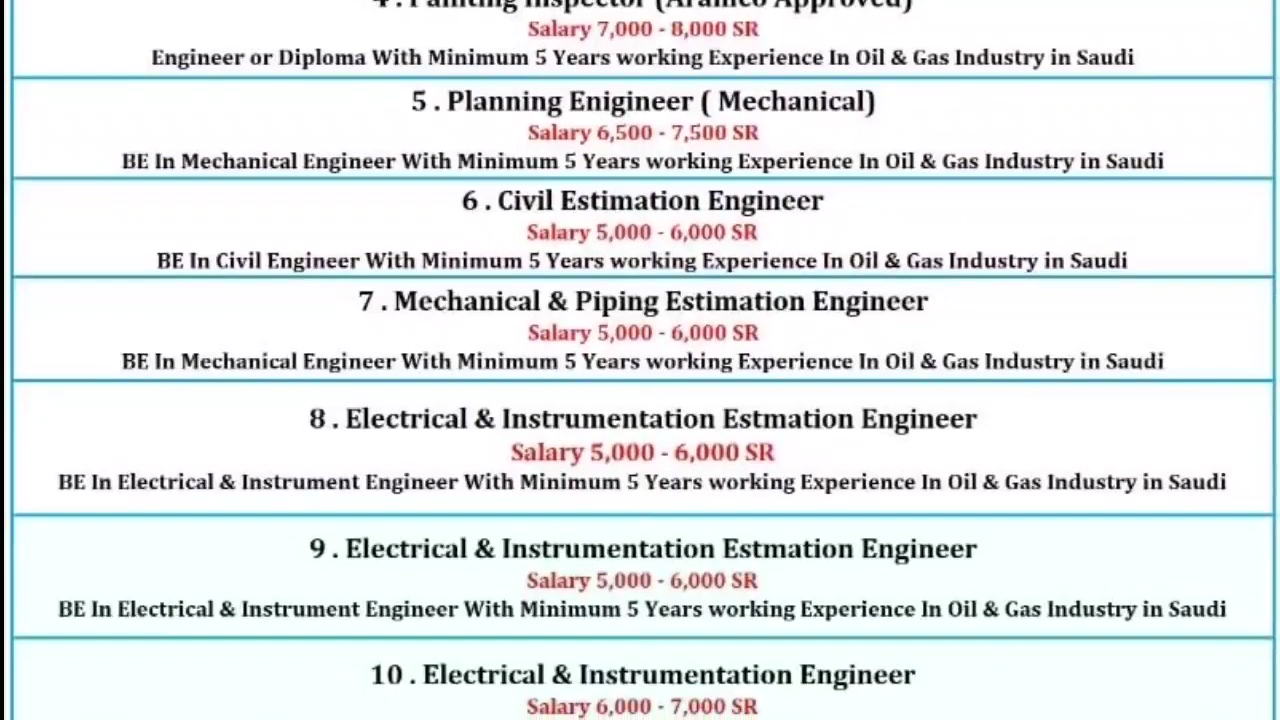 4 . Painting Inspector (Aramco Approved)
Salary 7,000 - 8,000 SR
Engineer or Diploma With Minimum 5 Years working Experience In Oil & Gas Industry in Saudi
5 . Planning Enigineer ( Mechanical)
Salary 6,500 - 7,500 SR
BE In Mechanical Engineer With Minimum 5 Years working Experience In Oil & Gas Industry in Saudi
6 . Civil Estimation Engineer
Salary 5,000 - 6,000 SR
BE In Civil Engineer With Minimum 5 Years working Experience In Oil & Gas Industry in Saudi
7 . Mechanical & Piping Estimation Engineer
Salary 5,000 - 6,000 SR
BE In Mechanical Engineer With Minimum 5 Years working Experience In Oil & Gas Industry in Saudi
8 . Electrical & Instrumentation Estmation Engineer
Salary 5,000 - 6,000 SR
BE In Electrical & Instrument Engineer With Minimum 5 Years working Experience In Oil & Gas Industry in Saudi
9 . Electrical & Instrumentation Estmation Engineer
Salary 5,000 - 6,000 SR
BE In Electrical & Instrument Engineer With Minimum 5 Years working Experience In Oil & Gas Industry in Saudi
10 . Electrical & Instrumentation Engineer
Salary 6,000 - 7,000 SR